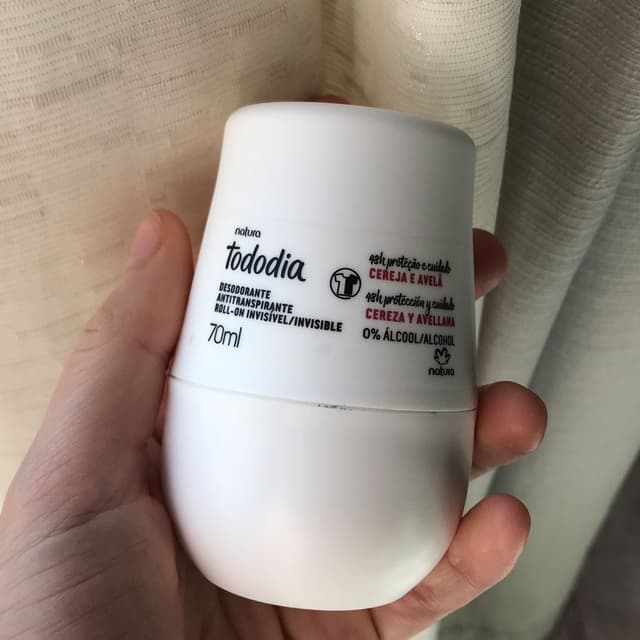 natura
tododia
DESODORANTE
ANTITRANSPIRANTE
ROLL-ON INVISÍVEL/INVISIBLE
70ml
48h proteção e cuidado
CEREJA E AVELÃ
48h protección y cuidado
CEREZA Y AVELLANA
0% ÁLCOOL/ALCOHOL
natura